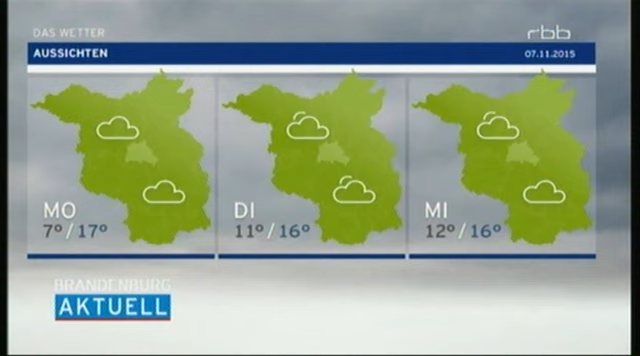 DAS WETTER
rbb
AUSSICHTEN
07.11.2015
MO
7°/17°
DI
11°/16°
MI
12°/16°
BRANDENBURG
AKTUELL